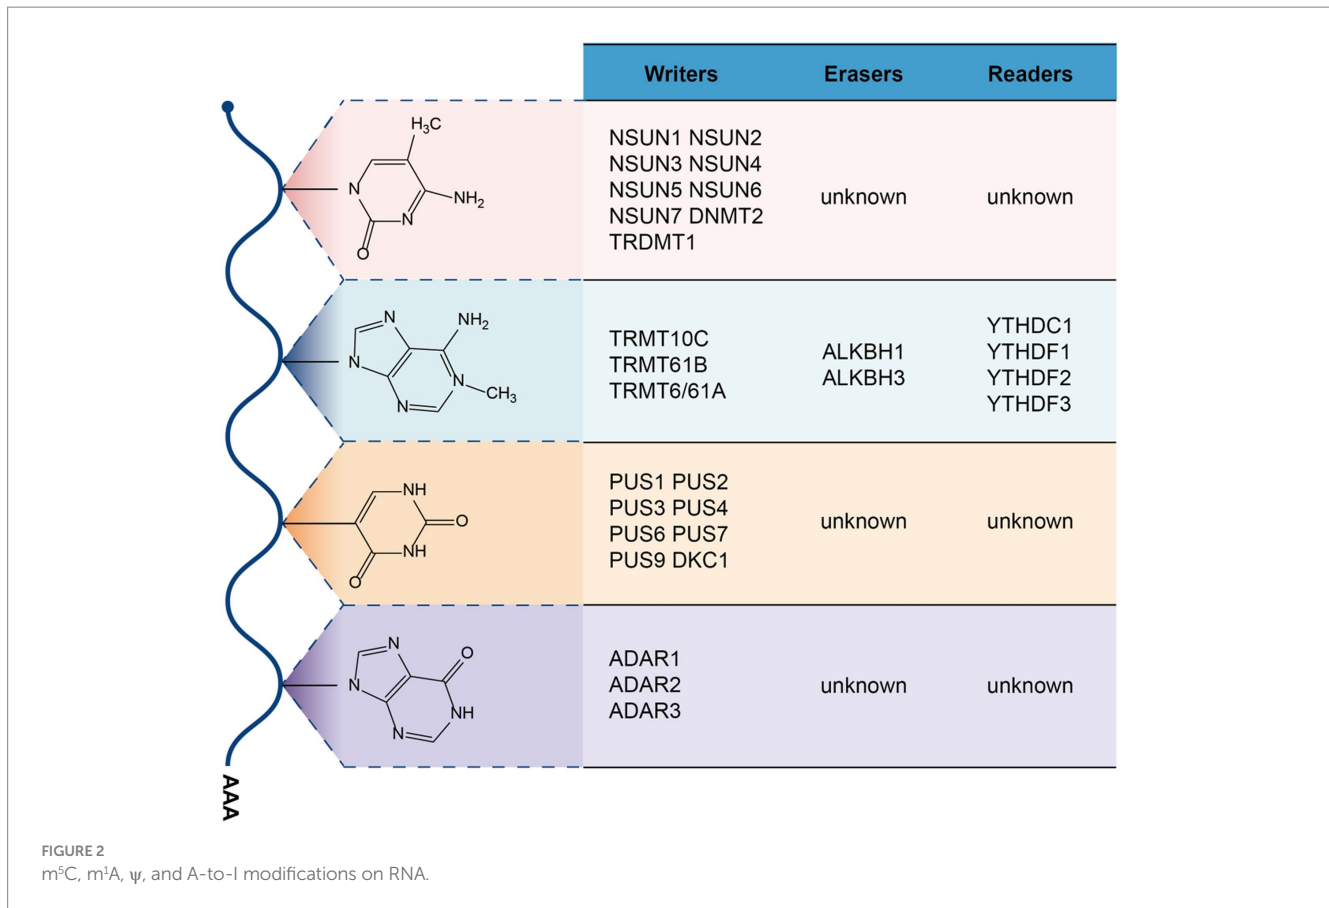 Writers Erasers Readers
H₃C
N
NH₂
N
O
NSUN1 NSUN2
NSUN3 NSUN4
NSUN5 NSUN6
NSUN7 DNMT2
TRDMT1
unknown
unknown
N
NH₂
N
N
CH₃
N
TRMT10C
TRMT61B
TRMT6/61A
ALKBH1
ALKBH3
YTHDC1
YTHDF1
YTHDF2
YTHDF3
NH
O
NH
O
PUS1 PUS2
PUS3 PUS4
PUS6 PUS7
PUS9 DKC1
unknown
unknown
N
O
N
NH
N
ADAR1
ADAR2
ADAR3
unknown
unknown
AAA
FIGURE 2
m⁵C, m¹A, ψ, and A-to-I modifications on RNA.